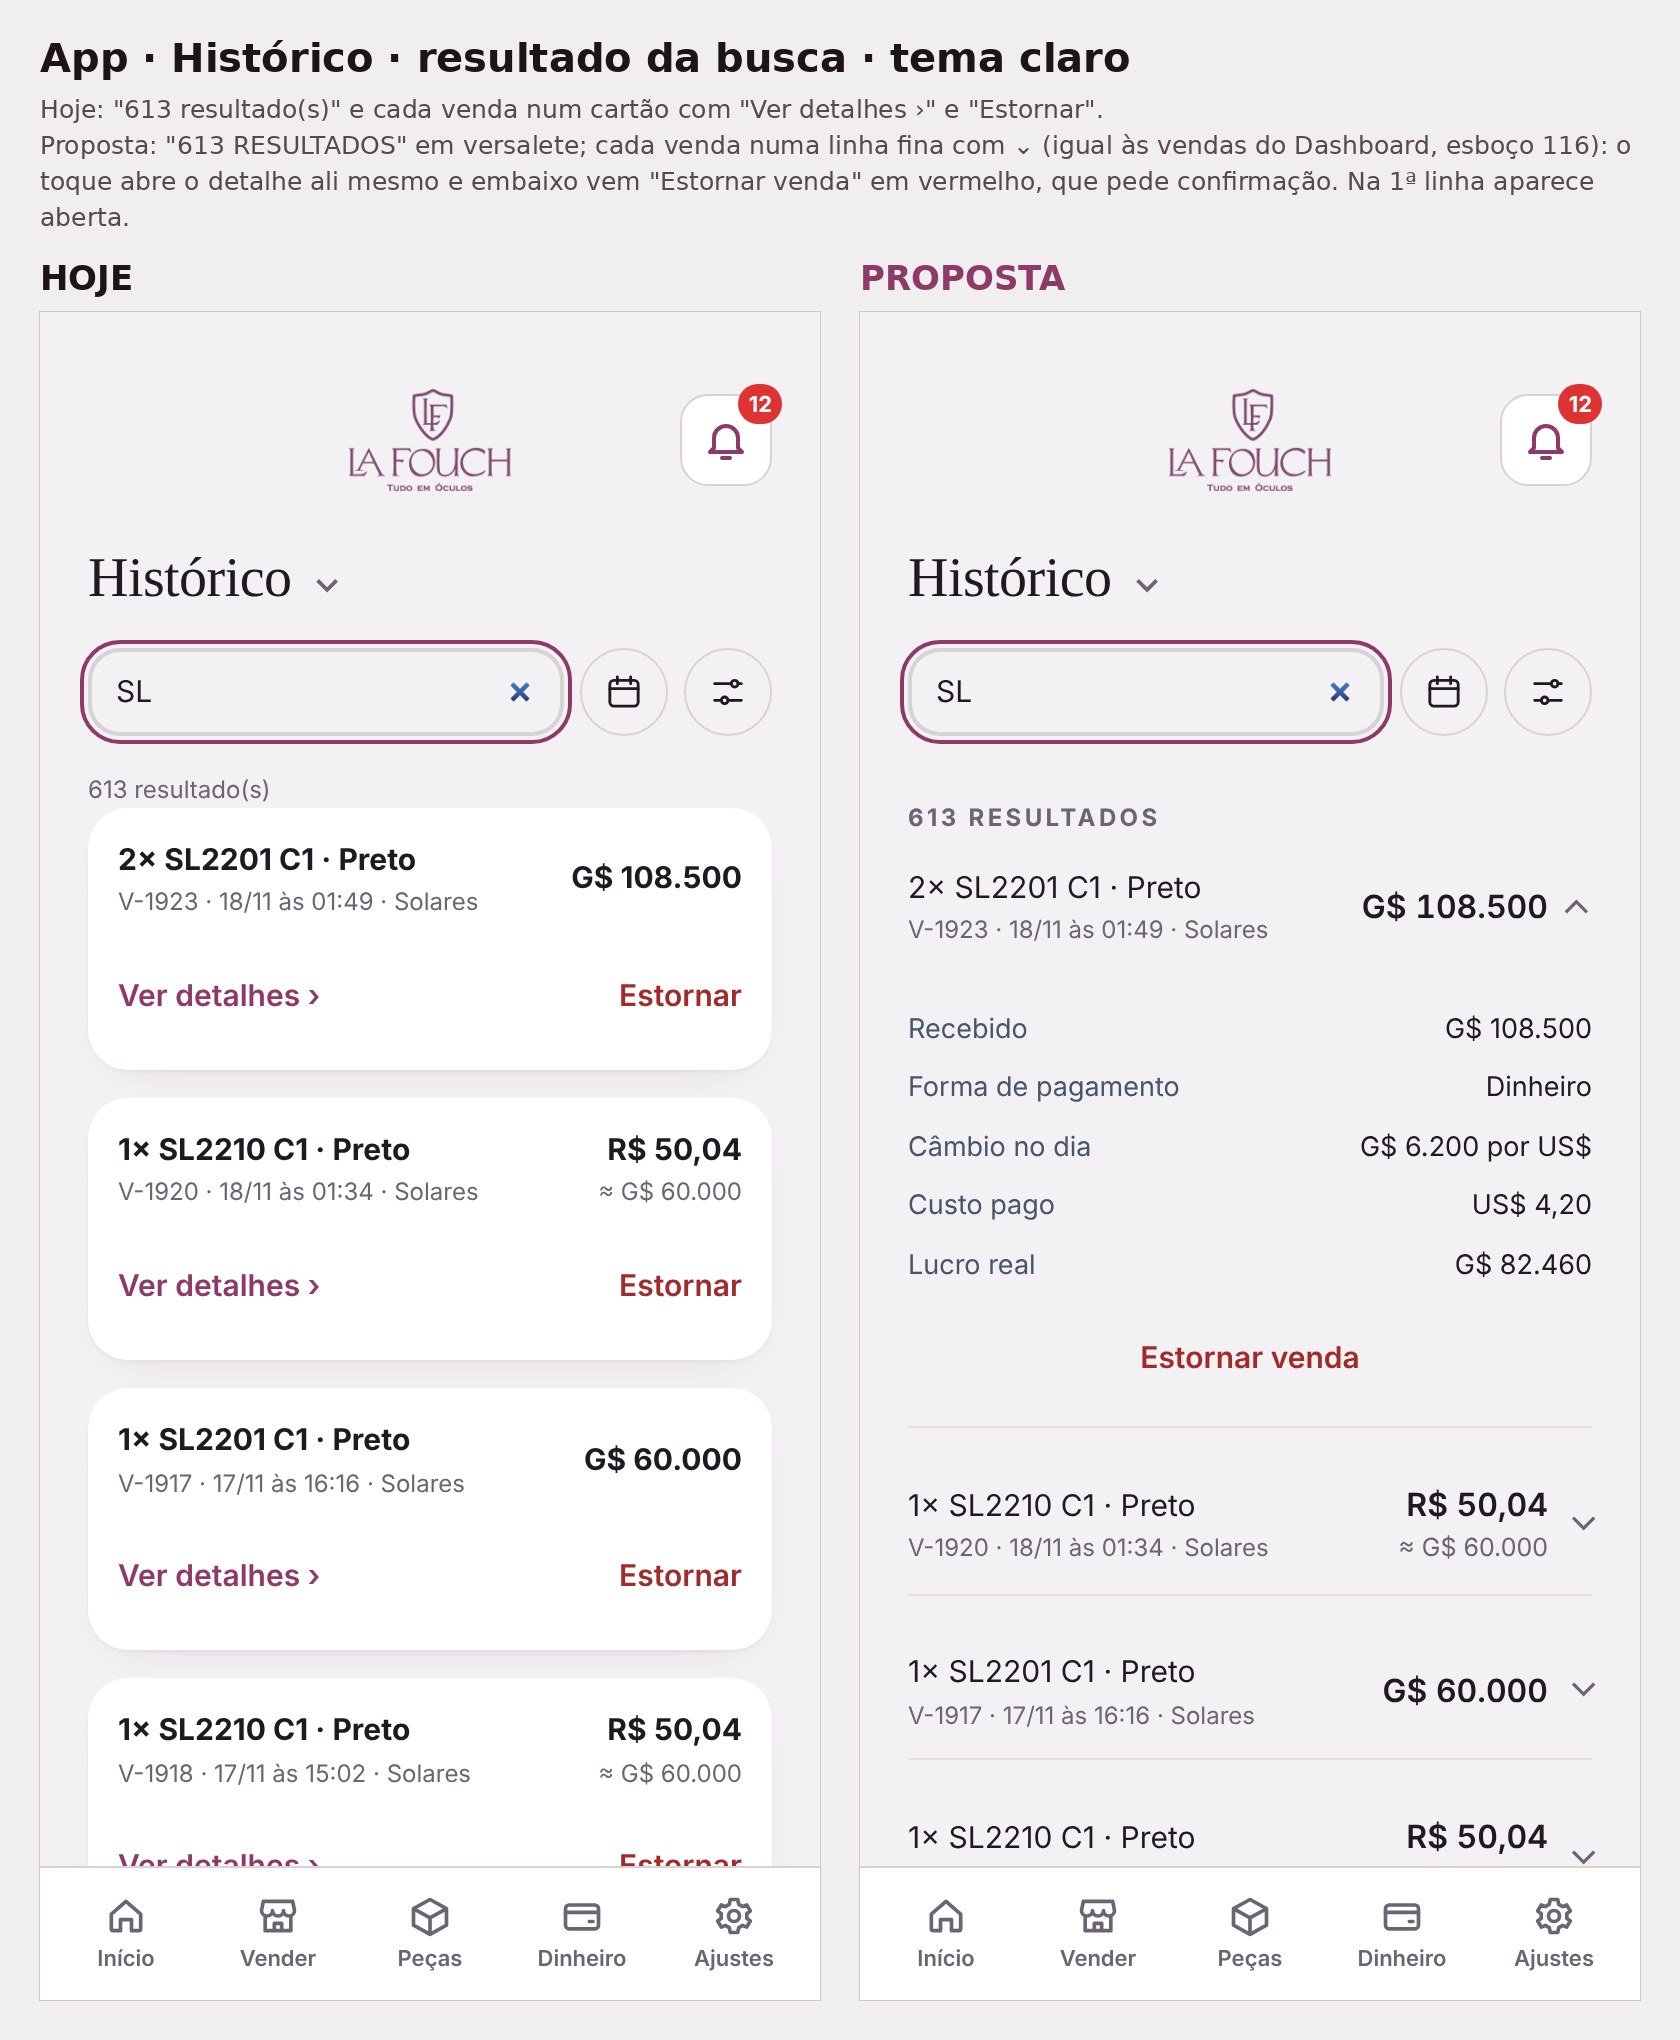 App · Histórico · resultado da busca · tema claro
Hoje: "613 resultado(s)" e cada venda num cartão com "Ver detalhes ›" e "Estornar".
Proposta: "613 RESULTADOS" em versalete; cada venda numa linha fina com ⌄ (igual às vendas do Dashboard, esboço 116): o
toque abre o detalhe ali mesmo e embaixo vem "Estornar venda" em vermelho, que pede confirmação. Na 1ª linha aparece
aberta.
HOJE
LF
LA FOUCH
TUDO EM ÓCULOS
12
Histórico
SL
613 resultado(s)
2× SL2201 C1 · Preto
G$ 108.500
V-1923 · 18/11 às 01:49 · Solares
Ver detalhes ›
Estornar
1× SL2210 C1 · Preto
R$ 50,04
V-1920 · 18/11 às 01:34 · Solares
≈ G$ 60.000
Ver detalhes ›
Estornar
1× SL2201 C1 · Preto
G$ 60.000
V-1917 · 17/11 às 16:16 · Solares
Ver detalhes ›
Estornar
1× SL2210 C1 · Preto
R$ 50,04
V-1918 · 17/11 às 15:02 · Solares
≈ G$ 60.000
Ver detalhes ›
Estornar
Início
Vender
Peças
Dinheiro
Ajustes
PROPOSTA
LF
LA FOUCH
TUDO EM ÓCULOS
12
Histórico
SL
613 RESULTADOS
2× SL2201 C1 · Preto
G$ 108.500
V-1923 · 18/11 às 01:49 · Solares
Recebido
G$ 108.500
Forma de pagamento
Dinheiro
Câmbio no dia
G$ 6.200 por US$
Custo pago
US$ 4,20
Lucro real
G$ 82.460
Estornar venda
1× SL2210 C1 · Preto
R$ 50,04
V-1920 · 18/11 às 01:34 · Solares
≈ G$ 60.000
1× SL2201 C1 · Preto
G$ 60.000
V-1917 · 17/11 às 16:16 · Solares
1× SL2210 C1 · Preto
R$ 50,04
Início
Vender
Peças
Dinheiro
Ajustes